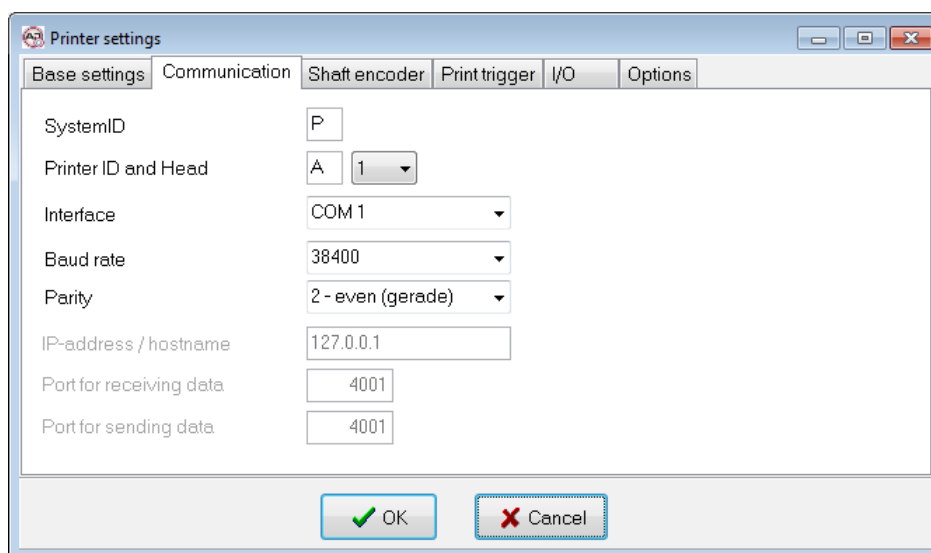 Printer settings
Base settings Communication Shaft encoder Print trigger I/O Options
SystemID P
Printer ID and Head A 1
Interface COM 1
Baud rate 38400
Parity 2 - even (gerade)
IP-address / hostname 127.0.0.1
Port for receiving data 4001
Port for sending data 4001
OK Cancel